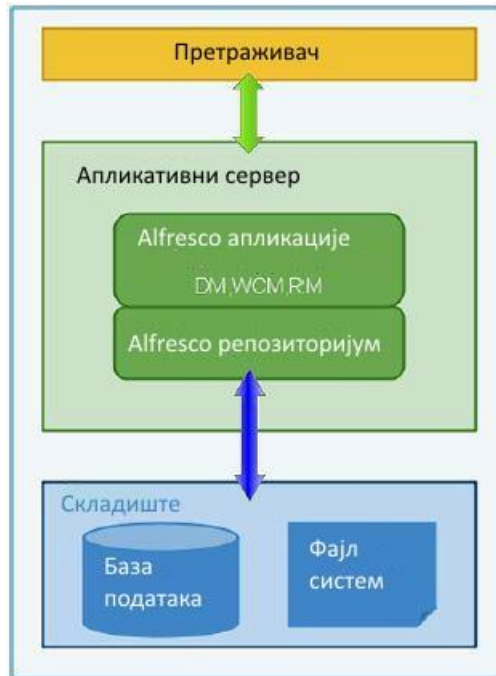 Претраживач
Апликативни сервер
Alfresco апликације
DM,WCM,RM
Alfresco репозиторијум
Складиште
База
података
Фајл
систем